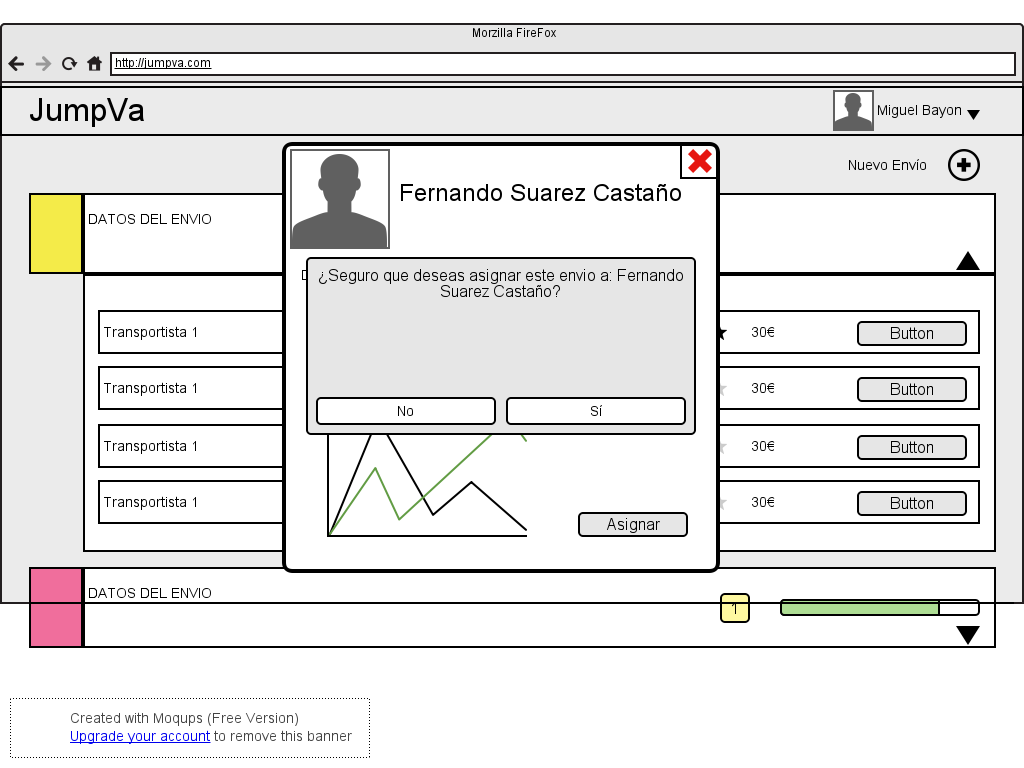 Morzilla FireFox
http://jumpva.com
JumpVa
Miguel Bayon
Nuevo Envío
Fernando Suarez Castaño
DATOS DEL ENVIO
¿Seguro que deseas asignar este envio a: Fernando
Suarez Castaño?
Transportista 1
30€
Button
Transportista 1
30€
Button
No
Sí
Transportista 1
30€
Button
Transportista 1
30€
Button
Asignar
DATOS DEL ENVIO
1
Created with Moqups (Free Version)
Upgrade your account to remove this banner